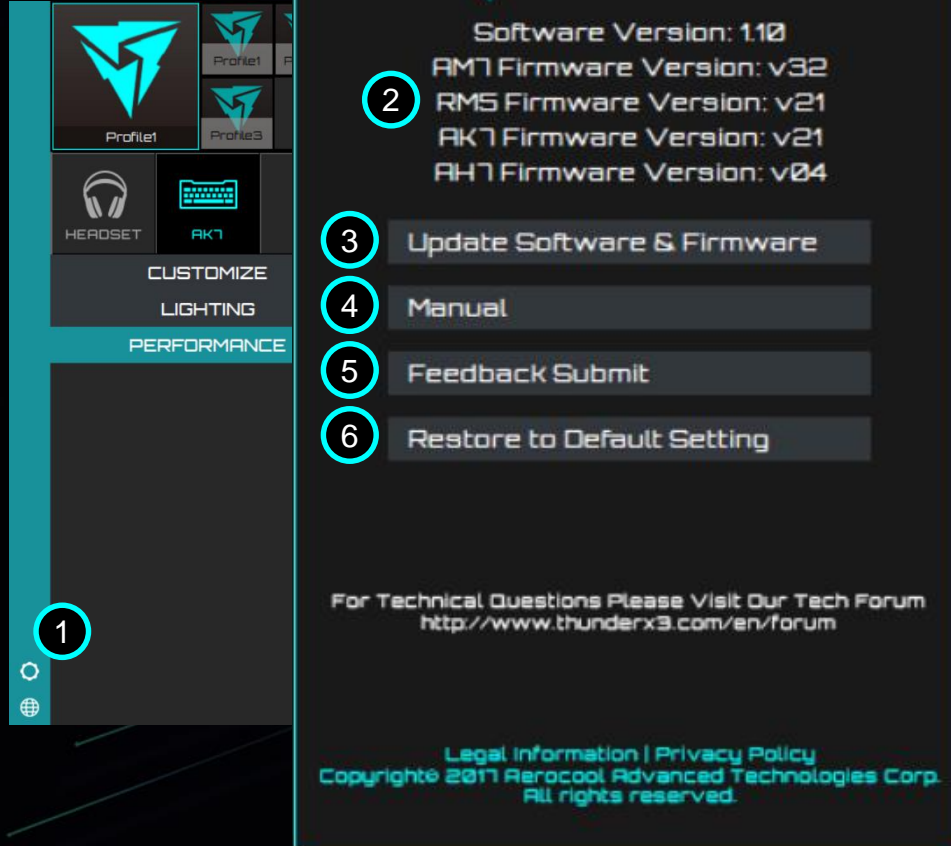 Profile1
Profile1
P
Profile3
HEADSET
AK7
CUSTOMIZE
LIGHTING
PERFORMANCE
1
Software Version: 1.10
AM7 Firmware Version: v32
2
RM5 Firmware Version: v21
AK7 Firmware Version: v21
AH7 Firmware Version: v04
3
Update Software & Firmware
4
Manual
5
Feedback Submit
6
Restore to Default Setting
For Technical Questions Please Visit Our Tech Forum
http://www.thunderx3.com/en/forum
Legal Information | Privacy Policy
Copyright© 2017 Aerocool Advanced Technologies Corp.
All rights reserved.